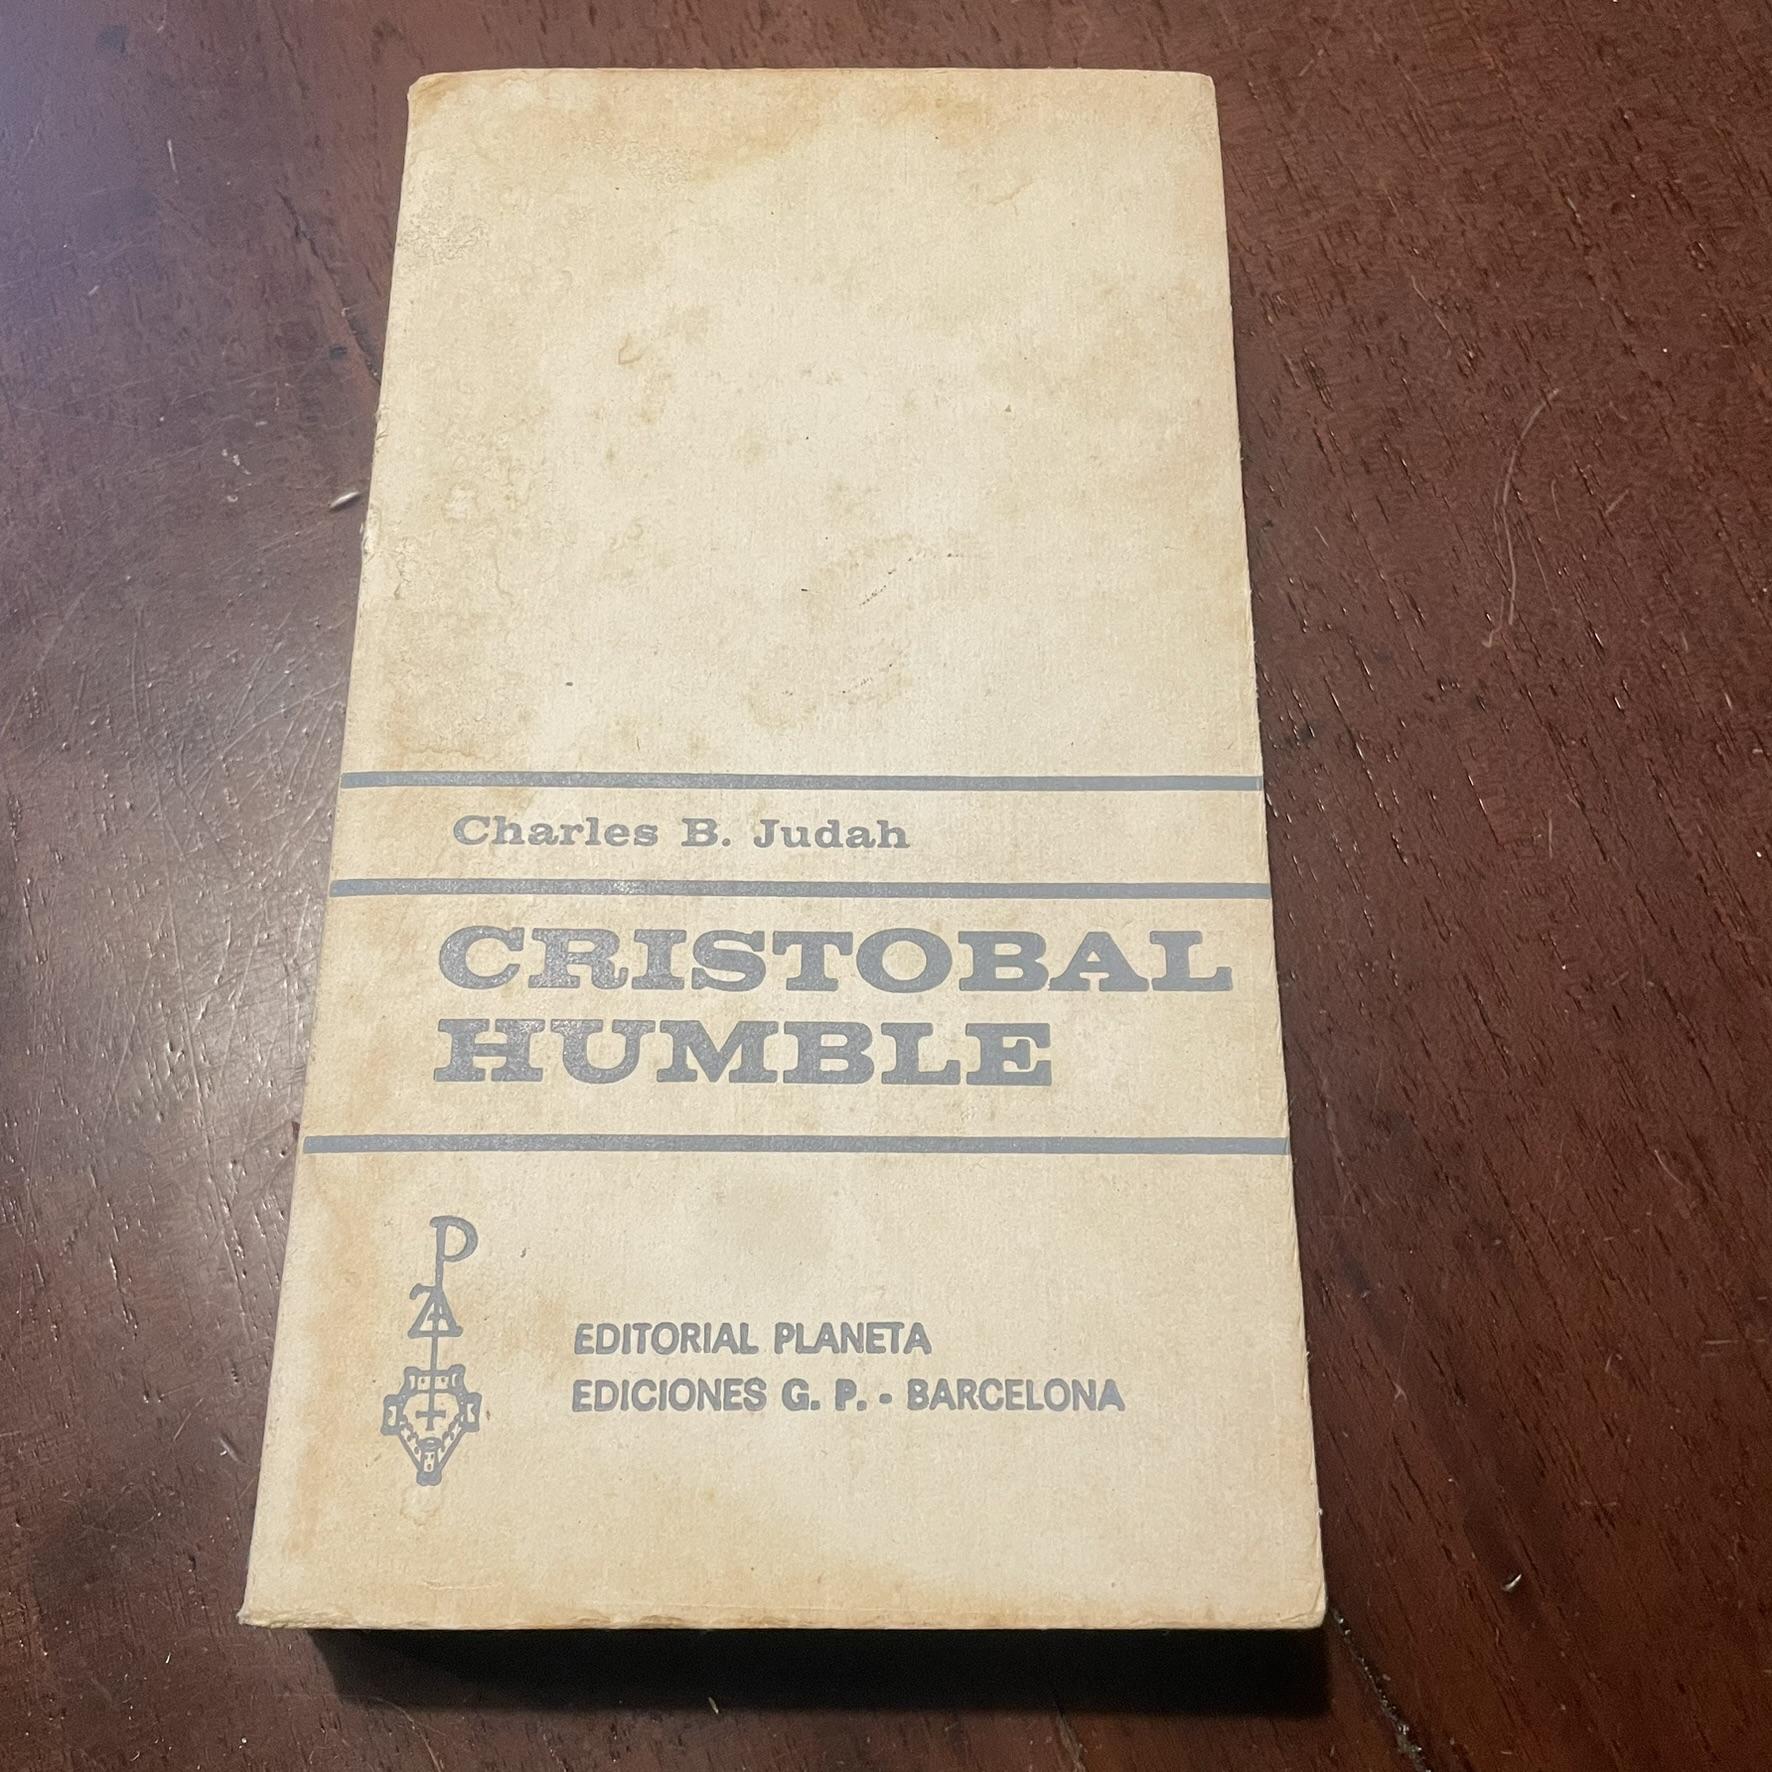 Charles B. Judah
CRISTOBAL
HUMBLE
P
A
EDITORIAL PLANETA
EDICIONES G. P. - BARCELONA